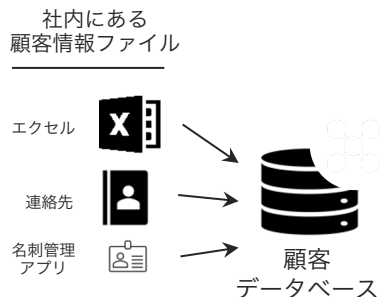 社内にある
顧客情報ファイル
エクセル
X
連絡先
名刺管理
アプリ
顧客
データベース